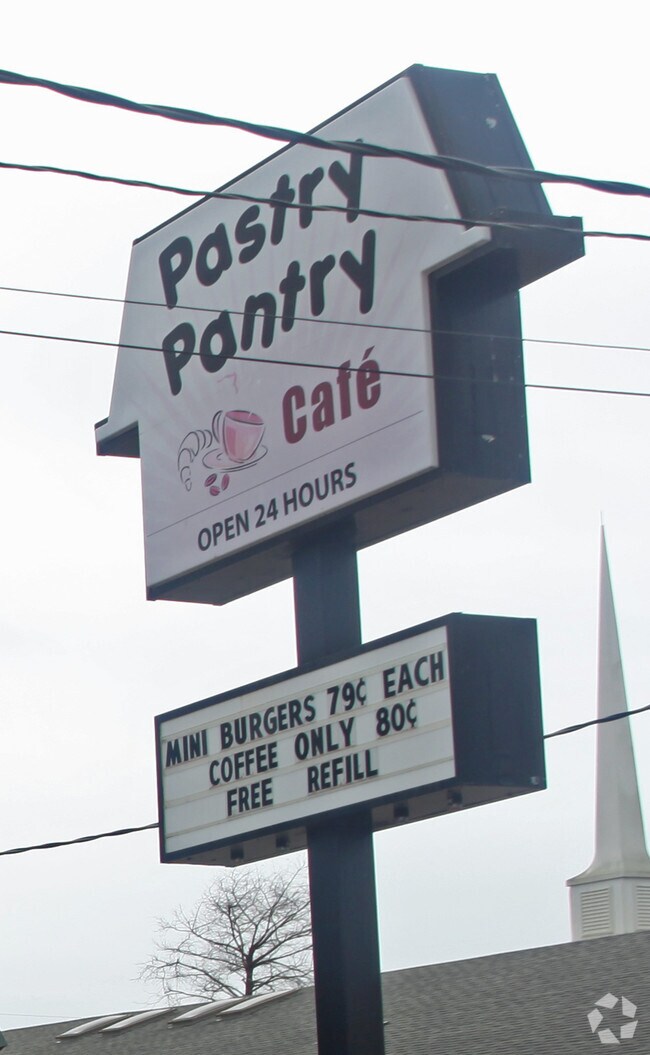 Pastry
Pantry
Café
OPEN 24 HOURS
MINI BURGERS 79¢ EACH
COFFEE ONLY 80¢
FREE REFILL